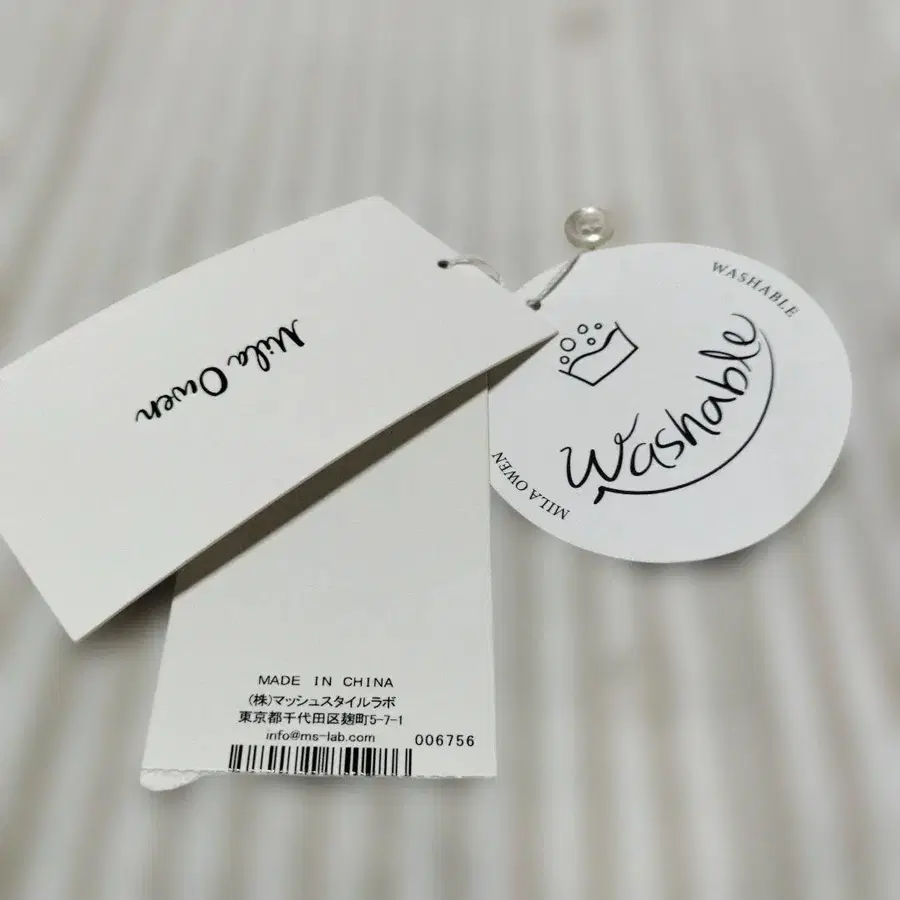 Mila Owen
WASHABLE
Washable
MILA OWEN
MADE IN CHINA
(株)マッシュスタイルラボ
東京都千代田区麹町5-7-1
info@ms-lab.com
006756